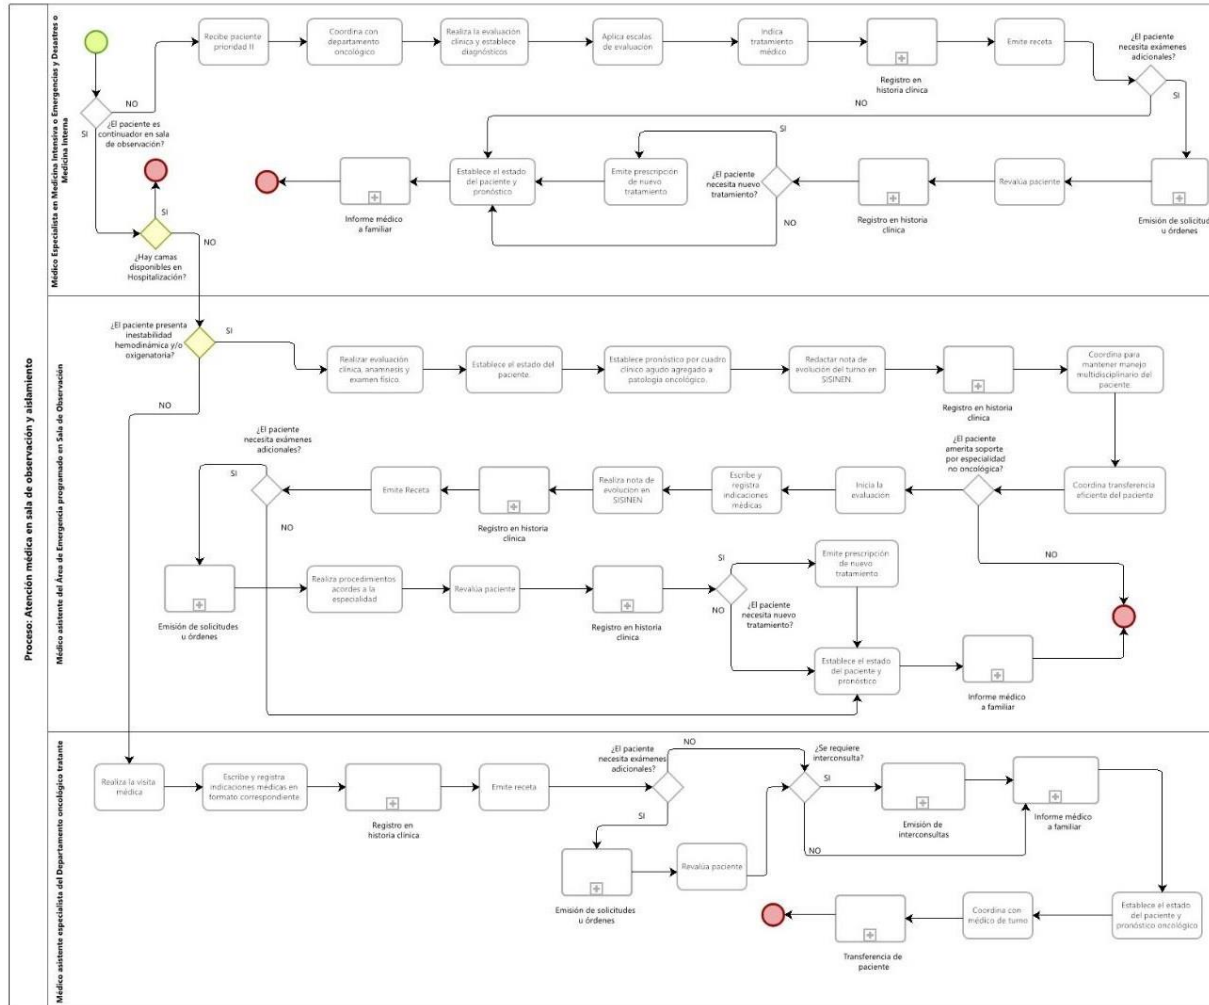 Proceso: Atención médica en sala de observación y aislamiento
Médico Especialista en Medicina Intensiva o Emergencias y Desastres o
Medicina Interna
Recibe paciente
prioridad II
Coordina con
departamento
oncológico
Realiza la evaluación
clínica y establece
diagnósticos
Aplica escalas
de evaluación
Indica
tratamiento
médico
Registro en
historia clínica
Emite receta
¿El paciente
necesita exámenes
adicionales?
NO
SI
¿El paciente es
continuador en sala
de observación?
NO
SI
SI
Establece el estado
del paciente y
pronóstico
Emite prescripción
de nuevo
tratamiento
¿El paciente
necesita nuevo
tratamiento?
Revalúa paciente
Informe médico
a familiar
SI
NO
NO
Registro en historia
clínica
Emisión de solicitudes
u órdenes
¿Hay camas
disponibles en
Hospitalización?
Médico asistente del Área de Emergencia programado en Sala de Observación
¿El paciente presenta
inestabilidad
hemodinámica y/o
oxigenatoria?
SI
NO
Realizar evaluación
clínica, anamnesis y
examen físico.
Establece el estado del
paciente.
Establece pronóstico por cuadro
clínico agudo agregado a
patología oncológico.
Redactar nota de
evolución del turno en
SISINEN.
Registro en historia
clínica
Coordina para
mantener manejo
multidisciplinario del
paciente.
¿El paciente
necesita exámenes
adicionales?
SI
NO
Emite Receta
Registro en historia
clínica
Realiza nota de
evolucion en
SISINEN
Escribe y
registra
indicaciones
médicas
Inicia la
evaluación
¿El paciente
amerita soporte
por especialidad
no oncológica?
NO
Coordina transferencia
eficiente del paciente
Emisión de solicitudes
u órdenes
Realiza procedimientos
acordes a la
especialidad
Revalúa paciente
Registro en historia
clínica
SI
NO
¿El paciente
necesita nuevo
tratamiento?
Emite prescripción
de nuevo
tratamiento
Establece el estado
del paciente y
pronóstico
Informe médico
a familiar
Médico asistente especialista del Departamento oncológico tratante
Realiza la visita
médica
Escribe y registra
indicaciones médicas en
formato correspondiente.
Registro en
historia clínica
Emite receta
¿El paciente
necesita exámenes
adicionales?
NO
SI
¿Se requiere
interconsulta?
SI
NO
Emisión de
interconsultas
Informe médico
a familiar
Emisión de solicitudes
u órdenes
Revalúa paciente
Transferencia de
paciente
Coordina con
médico de turno
Establece el estado
del paciente y
pronóstico oncológico